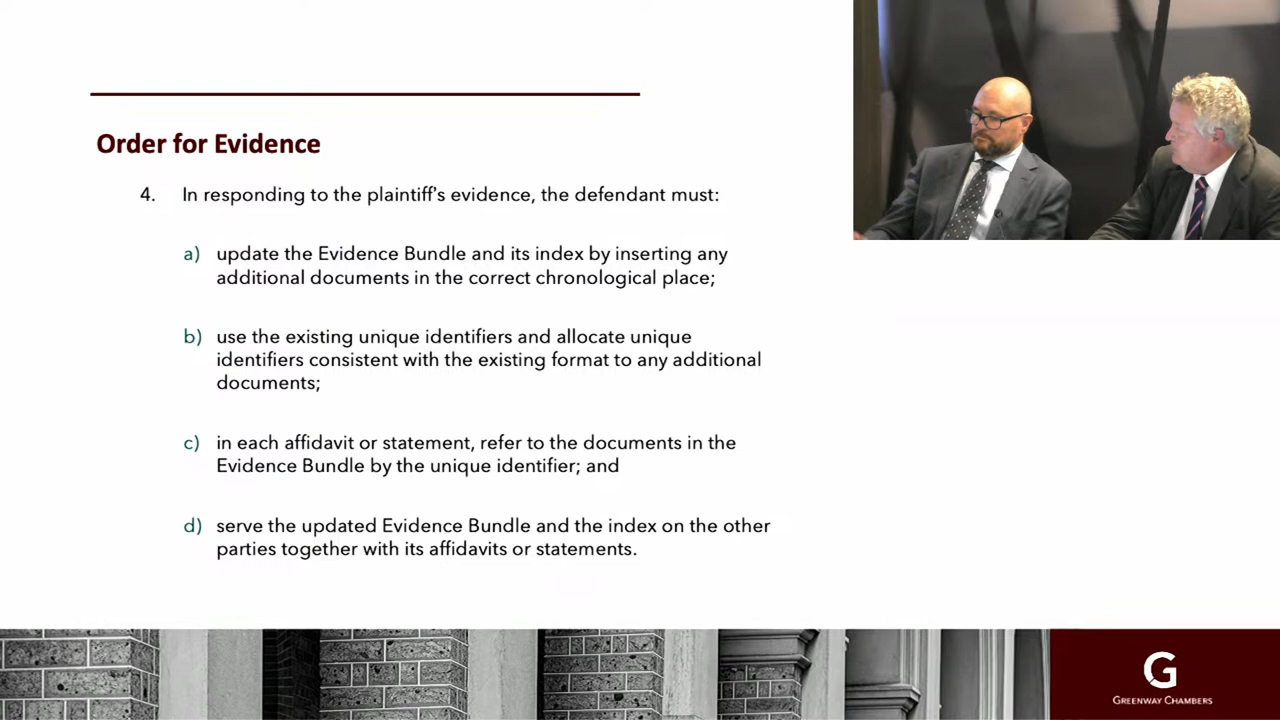 Order for Evidence
4. In responding to the plaintiff's evidence, the defendant must:
a) update the Evidence Bundle and its index by inserting any
additional documents in the correct chronological place;
b) use the existing unique identifiers and allocate unique
identifiers consistent with the existing format to any additional
documents;
c) in each affidavit or statement, refer to the documents in the
Evidence Bundle by the unique identifier; and
d) serve the updated Evidence Bundle and the index on the other
parties together with its affidavits or statements.
G
GREENWAY CHAMBERS